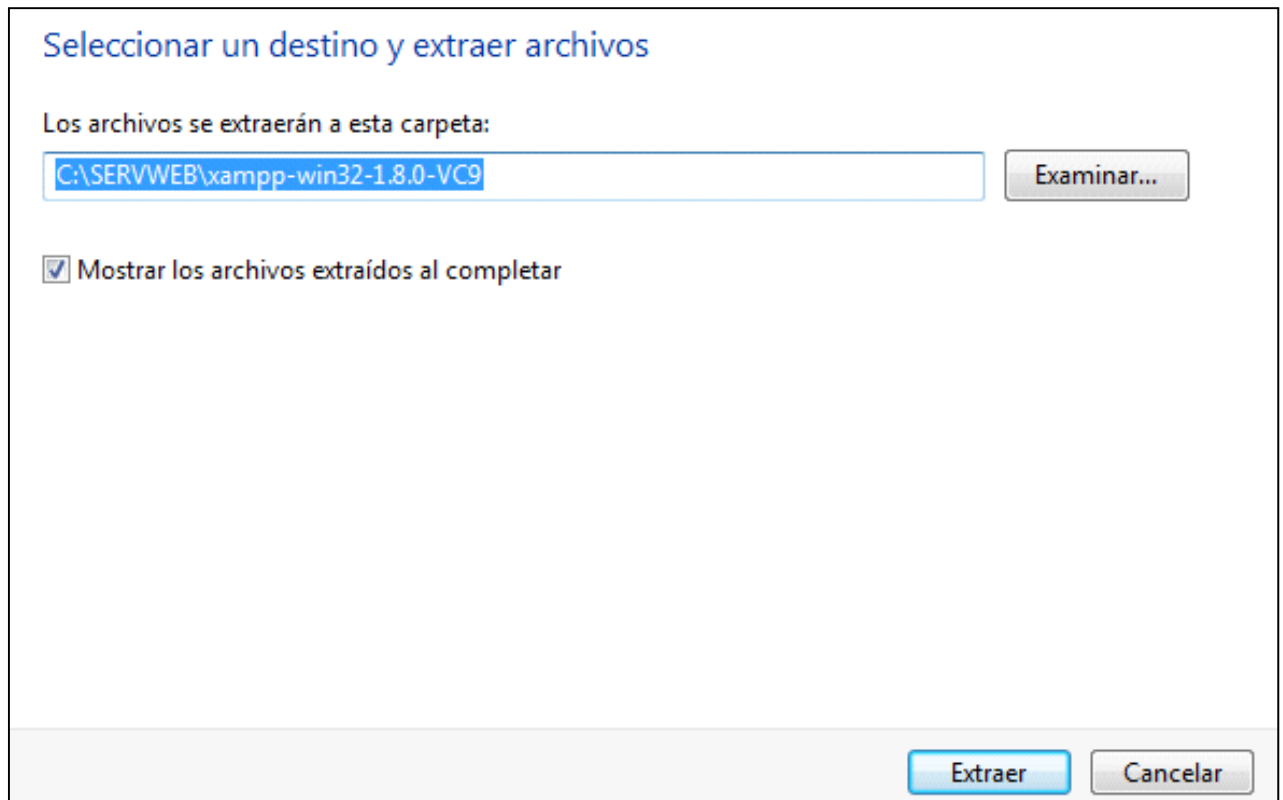 Seleccionar un destino y extraer archivos
Los archivos se extraerán a esta carpeta:
C:\SERVWEB\xampp-win32-1.8.0-VC9
Examinar...
Mostrar los archivos extraídos al completar
Extraer
Cancelar